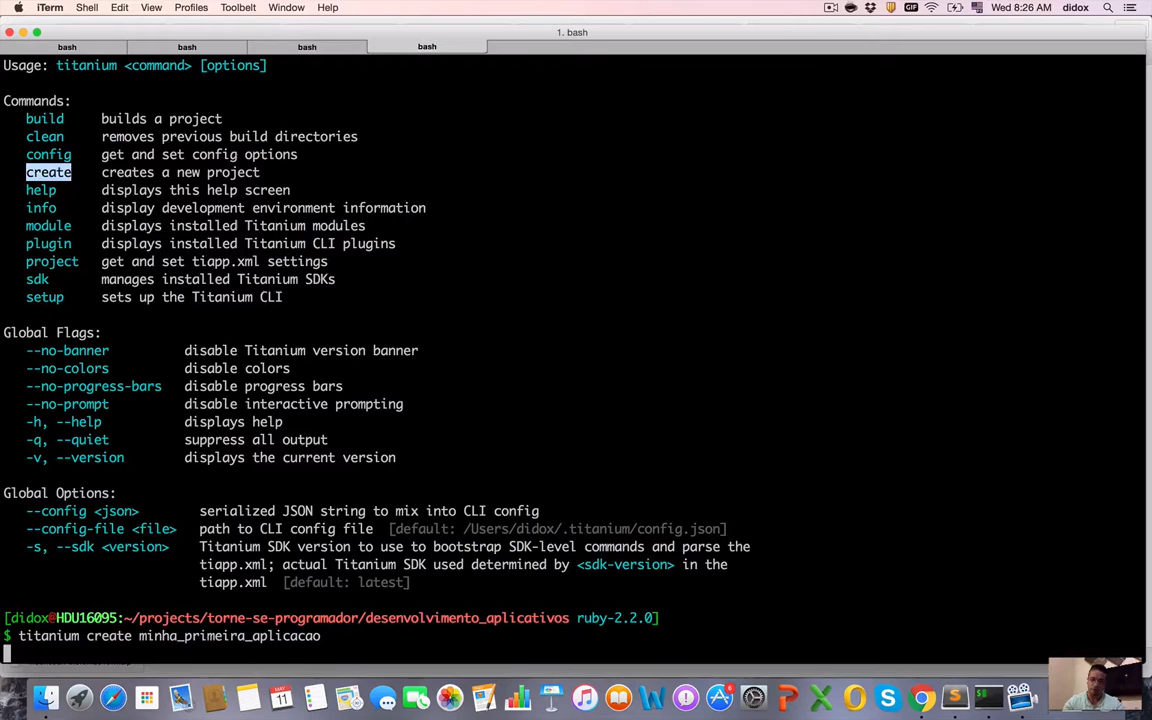 iTerm Shell Edit View Profiles Toolbelt Window Help GIF Wed 8:26 AM didox
1. bash
bash bash bash bash
Usage: titanium <command> [options]
Commands:
build builds a project
clean removes previous build directories
config get and set config options
create creates a new project
help displays this help screen
info display development environment information
module displays installed Titanium modules
plugin displays installed Titanium CLI plugins
project get and set tiapp.xml settings
sdk manages installed Titanium SDKs
setup sets up the Titanium CLI
Global Flags:
--no-banner disable Titanium version banner
--no-colors disable colors
--no-progress-bars disable progress bars
--no-prompt disable interactive prompting
-h, --help displays help
-q, --quiet suppress all output
-v, --version displays the current version
Global Options:
--config <json> serialized JSON string to mix into CLI config
--config-file <file> path to CLI config file [default: /Users/didox/.titanium/config.json]
-s, --sdk <version> Titanium SDK version to use to bootstrap SDK-level commands and parse the
tiapp.xml; actual Titanium SDK used determined by <sdk-version> in the
tiapp.xml [default: latest]
[didox@HDU16095:~/projects/torne-se-programador/desenvolvimento_aplicativos ruby-2.2.0]
$ titanium create minha_primeira_aplicacao